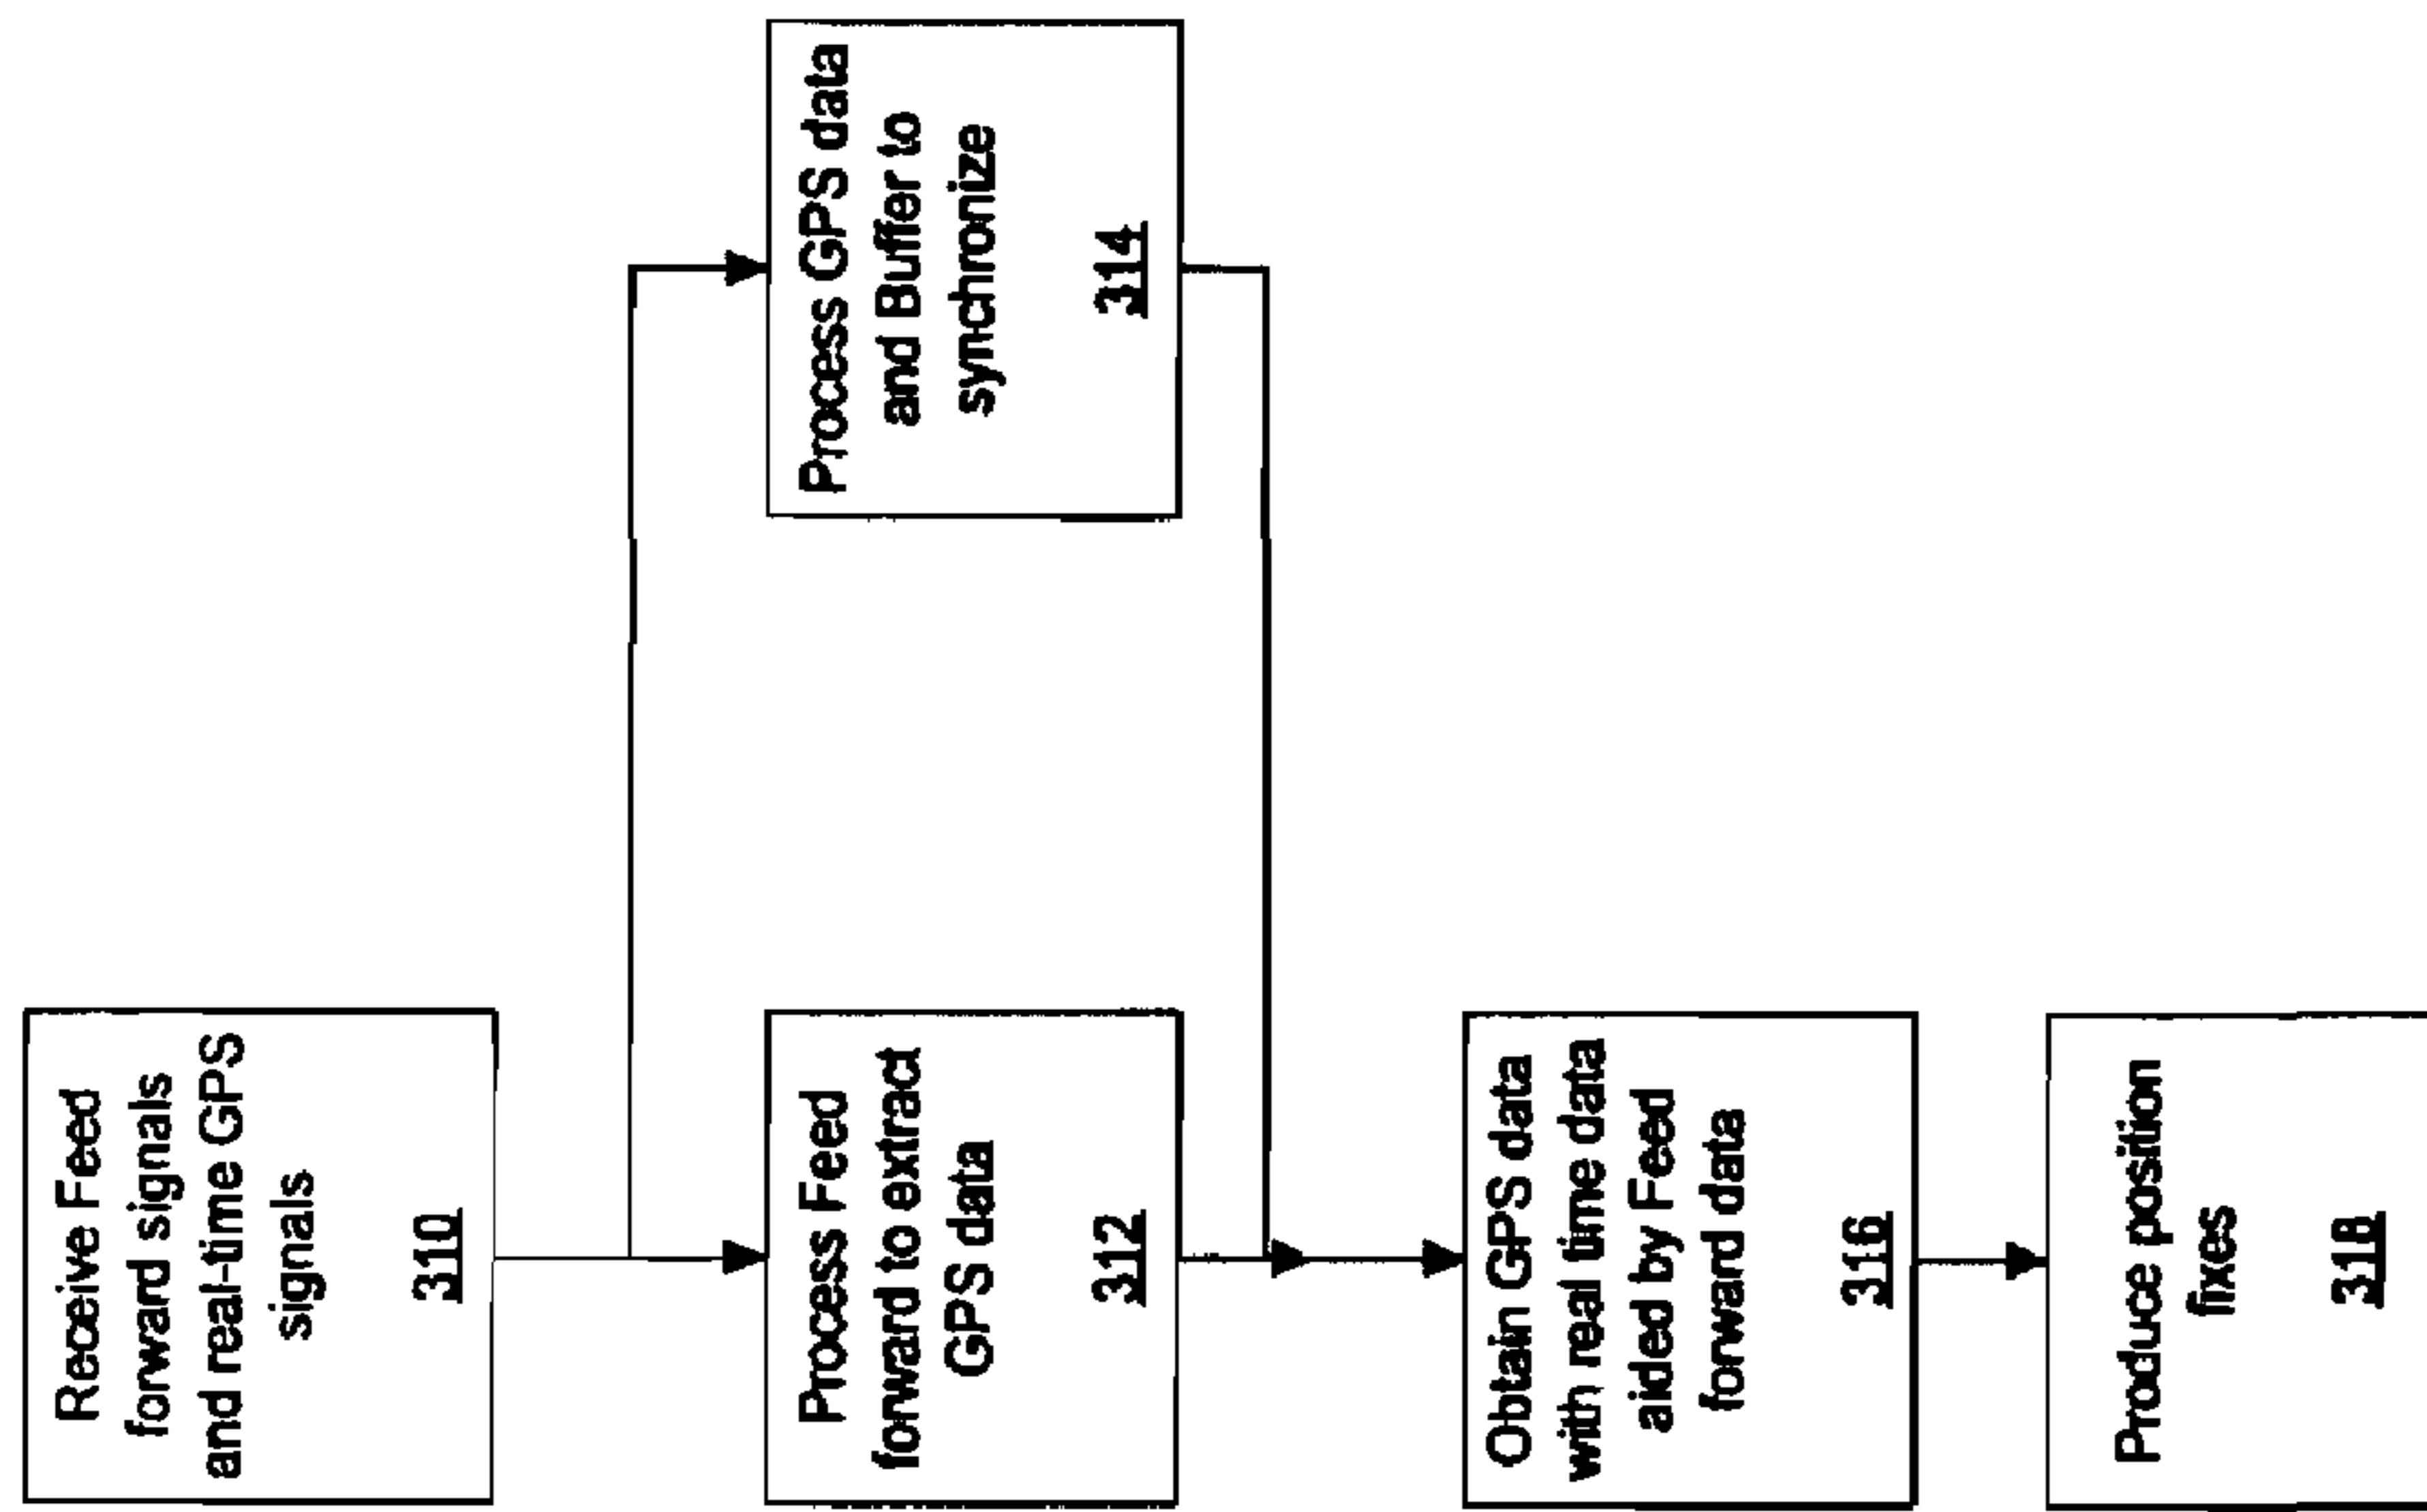 Receive Feed
forward signals
and real-time GPS
signals
310
Process Feed
forward to extract
GPS data
312
Process GPS data
and Buffer to
synchronize
314
Obtain GPS data
with real time data
aided by Feed
forward data
316
Produce position
fixes
318